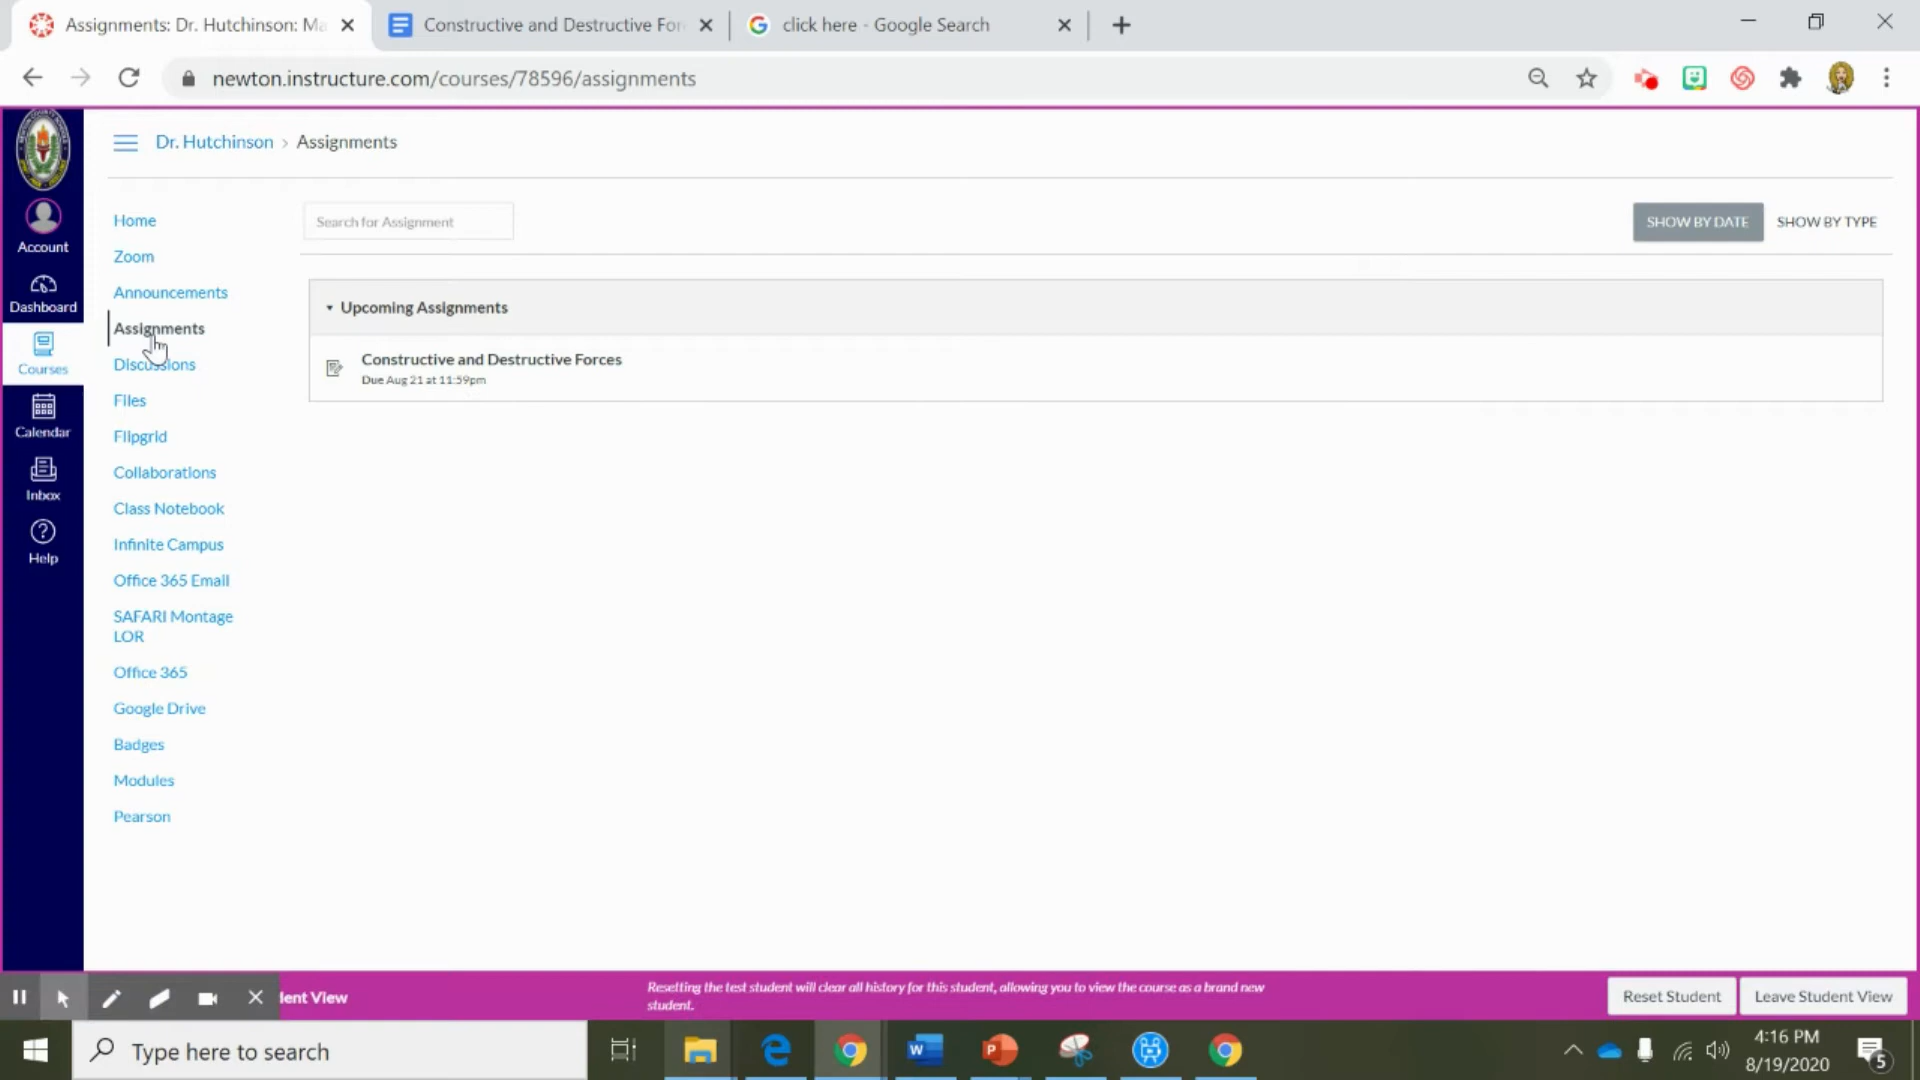 Assignments: Dr. Hutchinson: Ma
Constructive and Destructive For
click here - Google Search
newton.instructure.com/courses/78596/assignments
Dr. Hutchinson › Assignments
Account
Dashboard
Courses
Calendar
Inbox
Help
Home
Zoom
Announcements
Assignments
Discussions
Files
Flipgrid
Collaborations
Class Notebook
Infinite Campus
Office 365 Email
SAFARI Montage
LOR
Office 365
Google Drive
Badges
Modules
Pearson
Search for Assignment
SHOW BY DATE
SHOW BY TYPE
Upcoming Assignments
Constructive and Destructive Forces
Due Aug 21 at 11:59pm
dent View
Resetting the test student will clear all history for this student, allowing you to view the course as a brand new
student.
Reset Student
Leave Student View
Type here to search
4:16 PM
8/19/2020
5